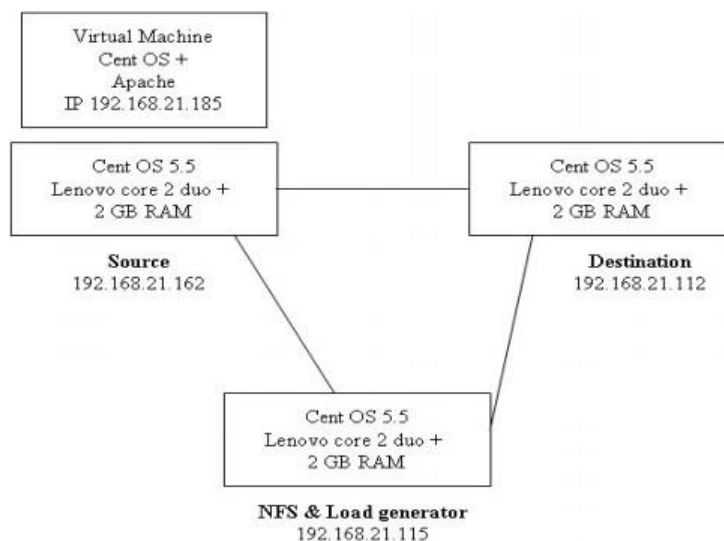 Virtual Machine
Cent OS +
Apache
IP 192.168.21.185
Cent OS 5.5
Lenovo core 2 duo +
2 GB RAM
Source
192.168.21.162
Cent OS 5.5
Lenovo core 2 duo +
2 GB RAM
Destination
192.168.21.112
Cent OS 5.5
Lenovo core 2 duo +
2 GB RAM
NFS & Load generator
192.168.21.115